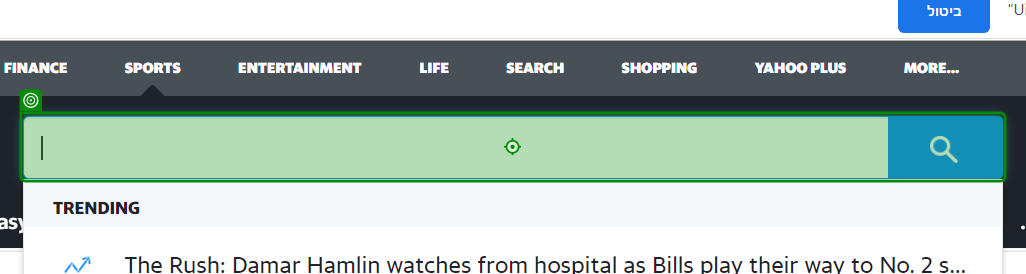 ביטול
"U
FINANCE SPORTS ENTERTAINMENT LIFE SEARCH SHOPPING YAHOO PLUS MORE...
TRENDING
asy
The Rush: Damar Hamlin watches from hospital as Bills play their way to No. 2 s...